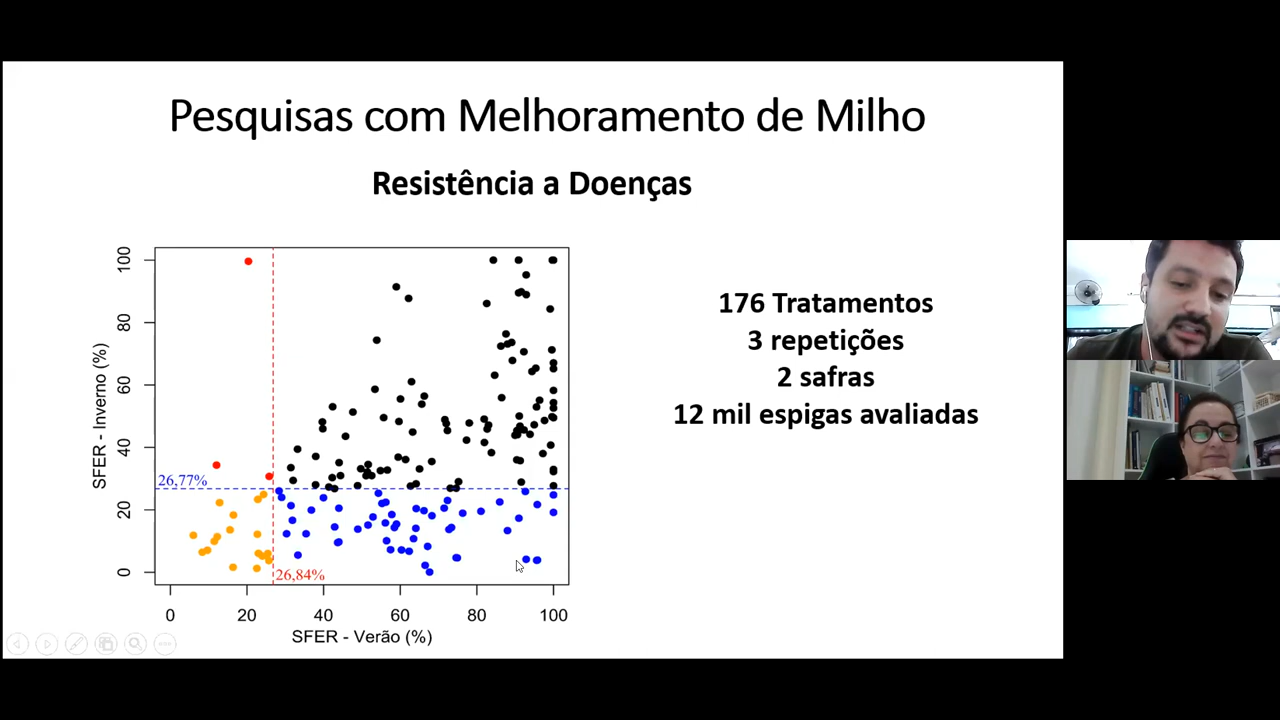 Pesquisas com Melhoramento de Milho
Resistência a Doenças
SFER - Inverno (%)
100
80
60
40
20
0
26,77%
26,84%
0 20 40 60 80 100
SFER - Verão (%)
176 Tratamentos
3 repetições
2 safras
12 mil espigas avaliadas